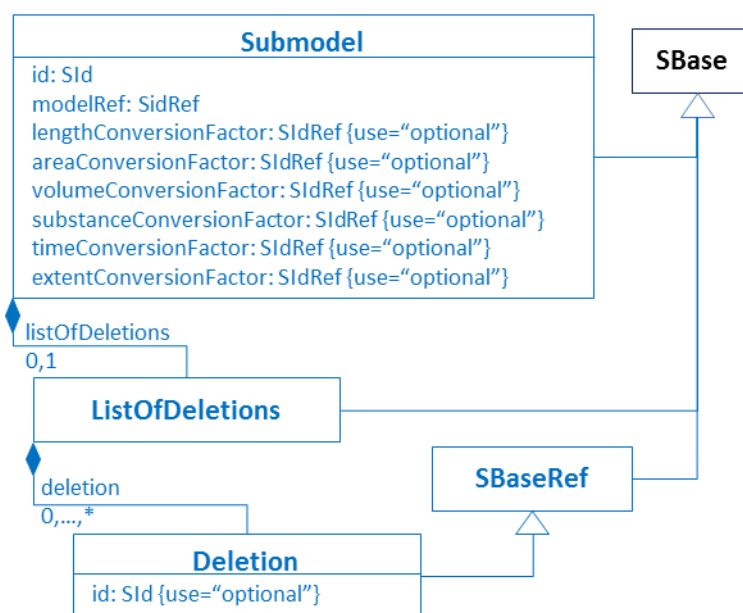 Submodel
id: SId
modelRef: SidRef
lengthConversionFactor: SIdRef {use=“optional”}
areaConversionFactor: SIdRef {use=“optional”}
volumeConversionFactor: SIdRef {use=“optional”}
substanceConversionFactor: SIdRef {use=“optional”}
timeConversionFactor: SIdRef {use=“optional”}
extentConversionFactor: SIdRef {use=“optional”}
SBase
listOfDeletions
0,1
ListOfDeletions
SBaseRef
deletion
0,…,*
Deletion
id: SId {use=“optional”}